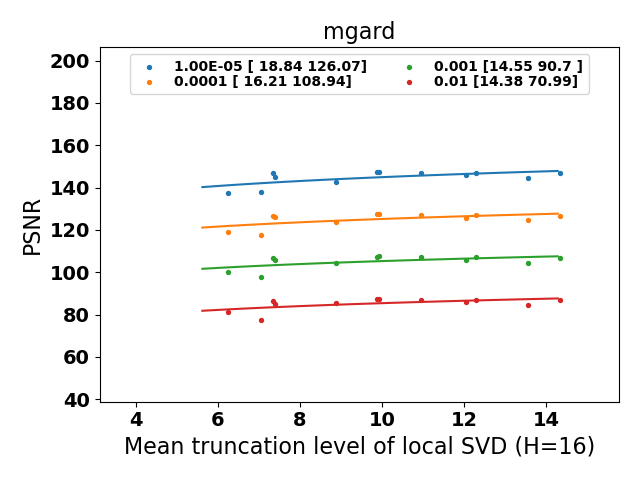 mgard
1.00E-05 [ 18.84 126.07]
0.0001 [ 16.21 108.94]
0.001 [14.55 90.7 ]
0.01 [14.38 70.99]
PSNR
200
180
160
140
120
100
80
60
40
4 6 8 10 12 14
Mean truncation level of local SVD (H=16)